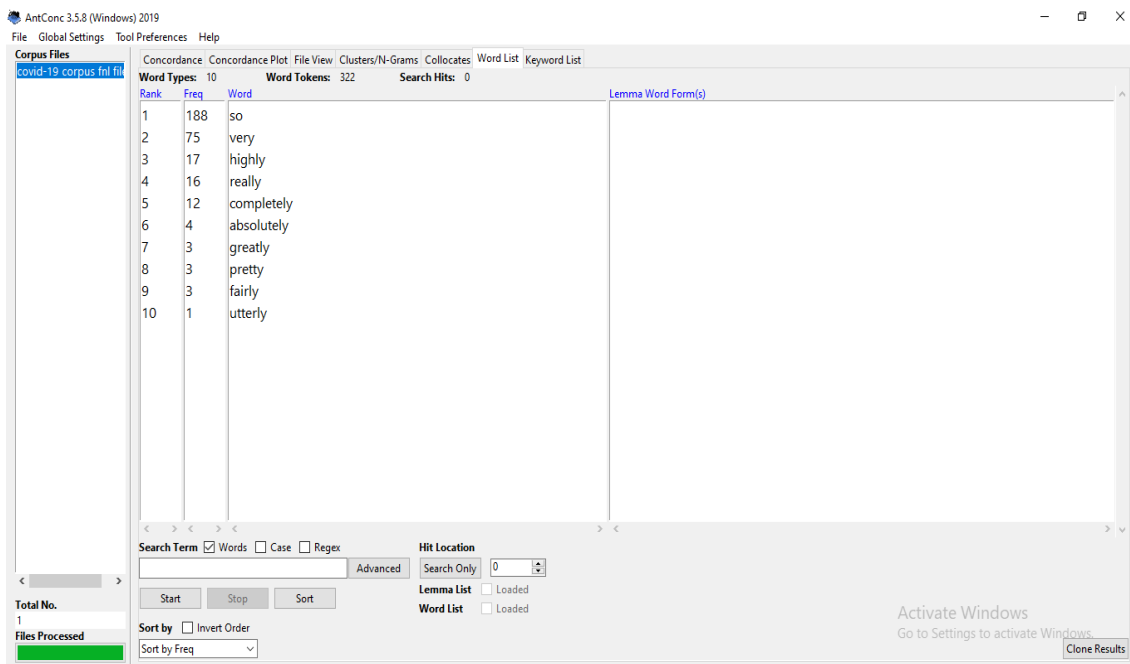 AntConc 3.5.8 (Windows) 2019
File Global Settings Tool Preferences Help
Corpus Files
covid-19 corpus fnl file
Concordance Concordance Plot File View Clusters/N-Grams Collocates Word List Keyword List
Word Types: 10 Word Tokens: 322 Search Hits: 0
Rank Freq Word Lemma Word Form(s)
1 188 so
2 75 very
3 17 highly
4 16 really
5 12 completely
6 4 absolutely
7 3 greatly
8 3 pretty
9 3 fairly
10 1 utterly
Search Term Words Case Regex Hit Location
Advanced Search Only 0
Lemma List Loaded
Start Stop Sort Word List Loaded
Total No.
1
Files Processed
Sort by Invert Order
Sort by Freq
Activate Windows
Go to Settings to activate Windows.
Clone Results